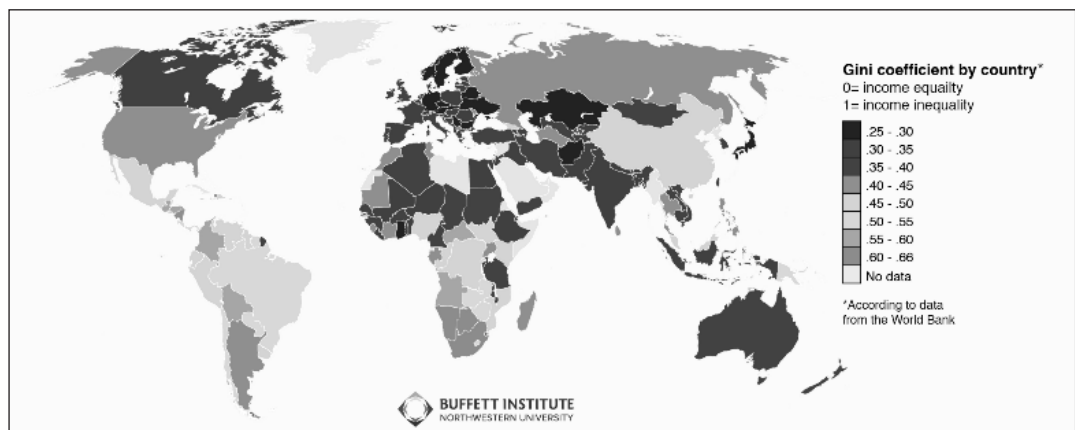 Gini coefficient by country*
0= income equailty
1= income inequality
.25 - .30
.30 - .35
.35 - .40
.40 - .45
.45 - .50
.50 - .55
.55 - .60
.60 - .66
No data
*According to data
from the World Bank
BUFFETT INSTITUTE
NORTHWESTERN UNIVERSITY